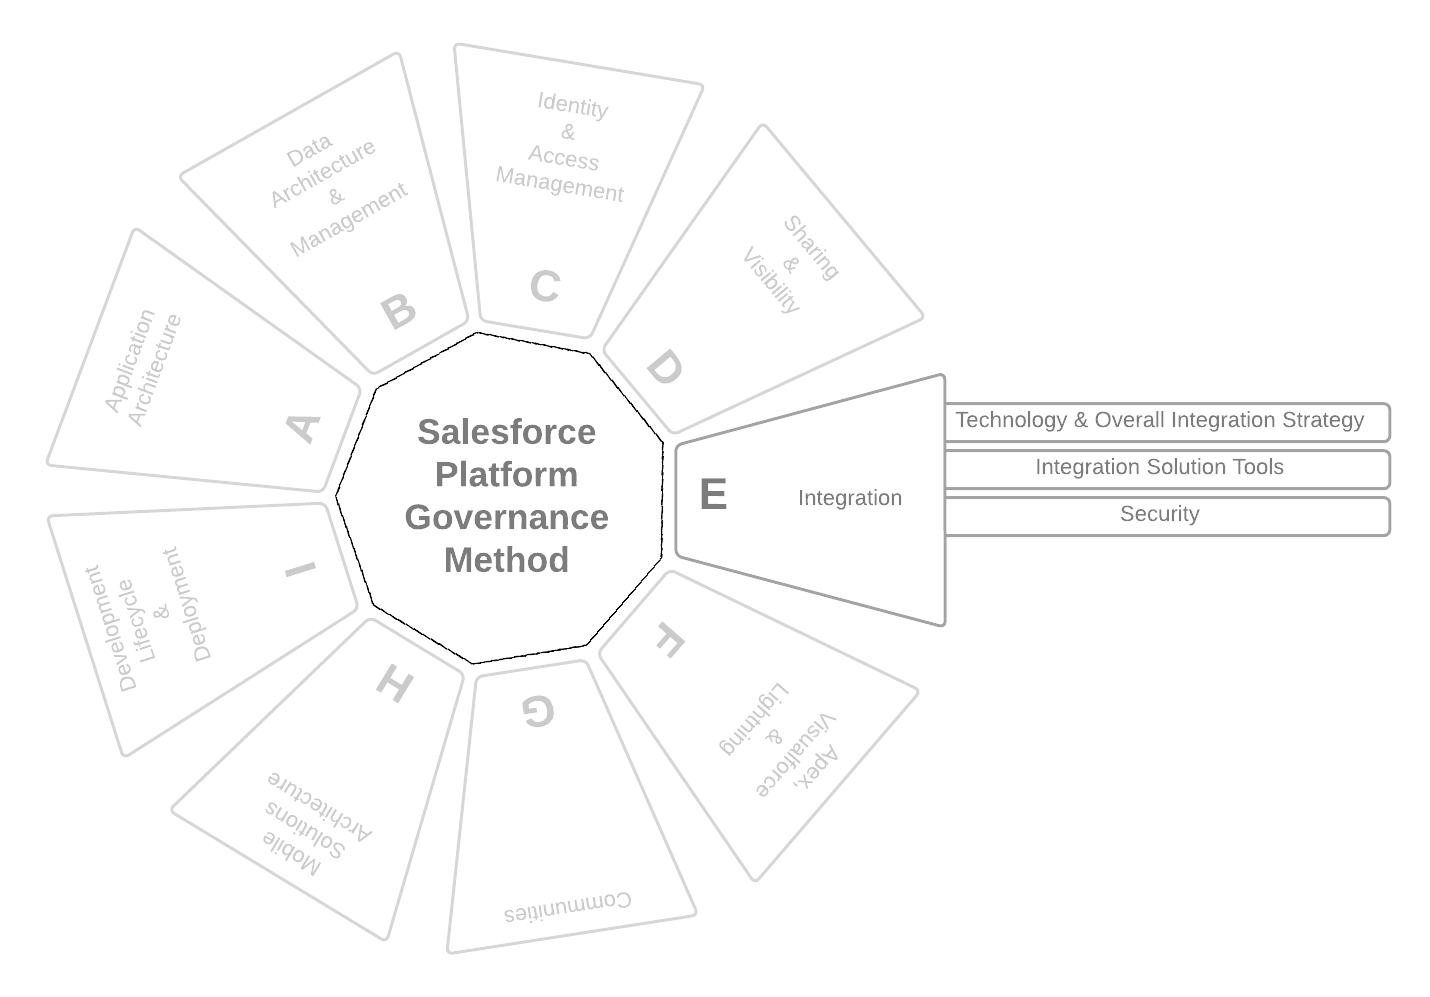 Salesforce
Platform
Governance
Method
A
Application
Architecture
B
Data
Architecture
&
Management
C
Identity
&
Access
Management
D
Sharing
&
Visibility
E
Integration
Technology & Overall Integration Strategy
Integration Solution Tools
Security
F
Apex,
Visualforce
&
Lightning
G
Communities
H
Mobile
Solutions
Architecture
I
Development
Lifecycle
&
Deployment